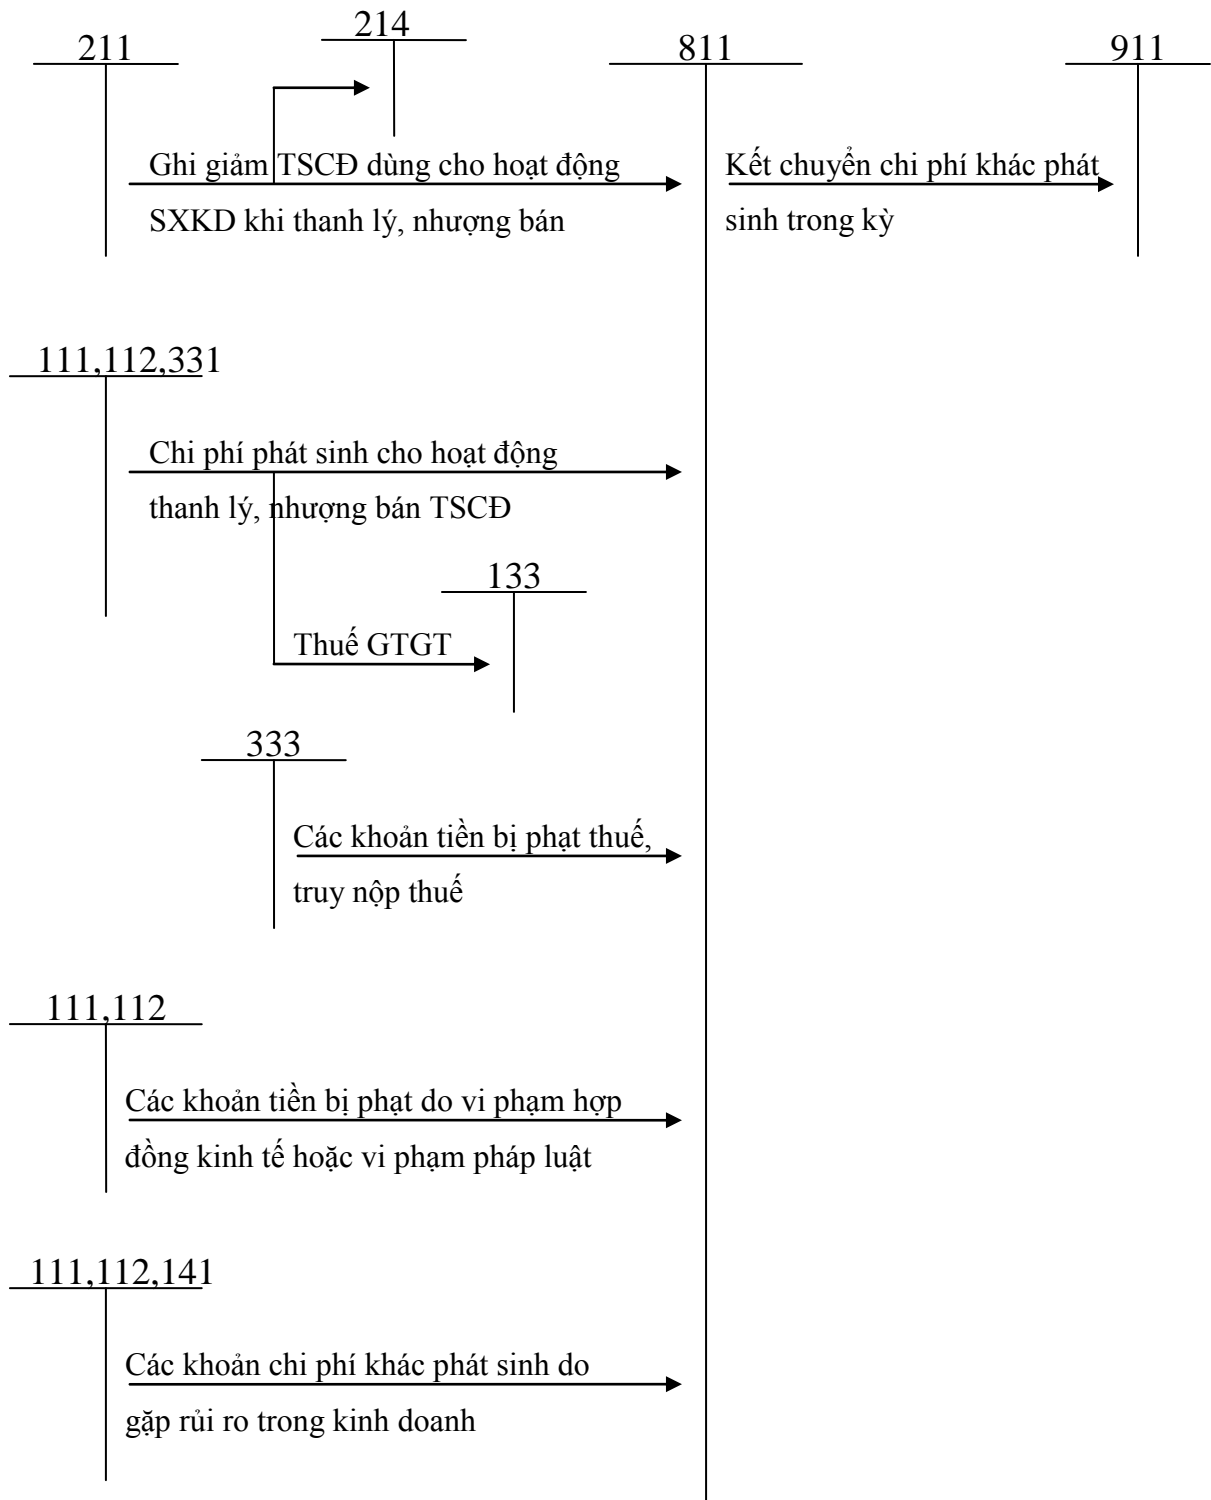 214
211
811
911
Ghi giảm TSCĐ dùng cho hoạt động
SXKD khi thanh lý, nhượng bán
Kết chuyển chi phí khác phát
sinh trong kỳ
111,112,331
Chi phí phát sinh cho hoạt động
thanh lý, nhượng bán TSCĐ
133
Thuế GTGT
333
Các khoản tiền bị phạt thuế,
truy nộp thuế
111,112
Các khoản tiền bị phạt do vi phạm hợp
đồng kinh tế hoặc vi phạm pháp luật
111,112,141
Các khoản chi phí khác phát sinh do
gặp rủi ro trong kinh doanh